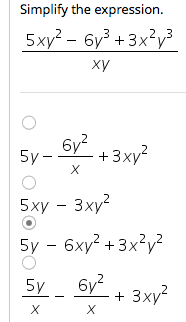 Simplify the expression.
5xy² − 6y³ + 3x²y³
xy
5y − 6y²/x + 3xy²
5xy − 3xy²
5y − 6xy² + 3x²y²
5y/x − 6y²/x + 3xy²